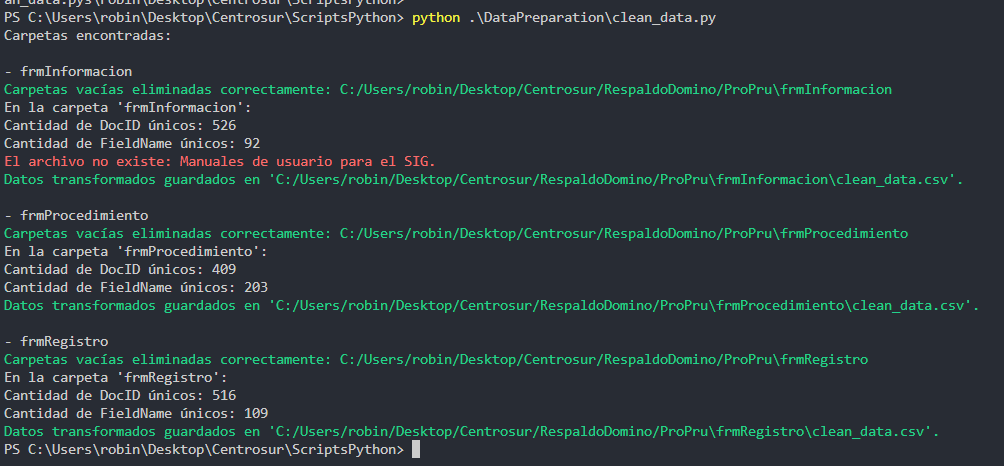 an_data.pys\robin\Desktop\Centrosur\ScriptsPython>
PS C:\Users\robin\Desktop\Centrosur\ScriptsPython> python .\DataPreparation\clean_data.py
Carpetas encontradas:
- frmInformacion
Carpetas vacías eliminadas correctamente: C:/Users/robin/Desktop/Centrosur/RespaldoDomino/ProPru\frmInformacion
En la carpeta 'frmInformacion':
Cantidad de DocID únicos: 526
Cantidad de FieldName únicos: 92
El archivo no existe: Manuales de usuario para el SIG.
Datos transformados guardados en 'C:/Users/robin/Desktop/Centrosur/RespaldoDomino/ProPru\frmInformacion\clean_data.csv'.
- frmProcedimiento
Carpetas vacías eliminadas correctamente: C:/Users/robin/Desktop/Centrosur/RespaldoDomino/ProPru\frmProcedimiento
En la carpeta 'frmProcedimiento':
Cantidad de DocID únicos: 409
Cantidad de FieldName únicos: 203
Datos transformados guardados en 'C:/Users/robin/Desktop/Centrosur/RespaldoDomino/ProPru\frmProcedimiento\clean_data.csv'.
- frmRegistro
Carpetas vacías eliminadas correctamente: C:/Users/robin/Desktop/Centrosur/RespaldoDomino/ProPru\frmRegistro
En la carpeta 'frmRegistro':
Cantidad de DocID únicos: 516
Cantidad de FieldName únicos: 109
Datos transformados guardados en 'C:/Users/robin/Desktop/Centrosur/RespaldoDomino/ProPru\frmRegistro\clean_data.csv'.
PS C:\Users\robin\Desktop\Centrosur\ScriptsPython>